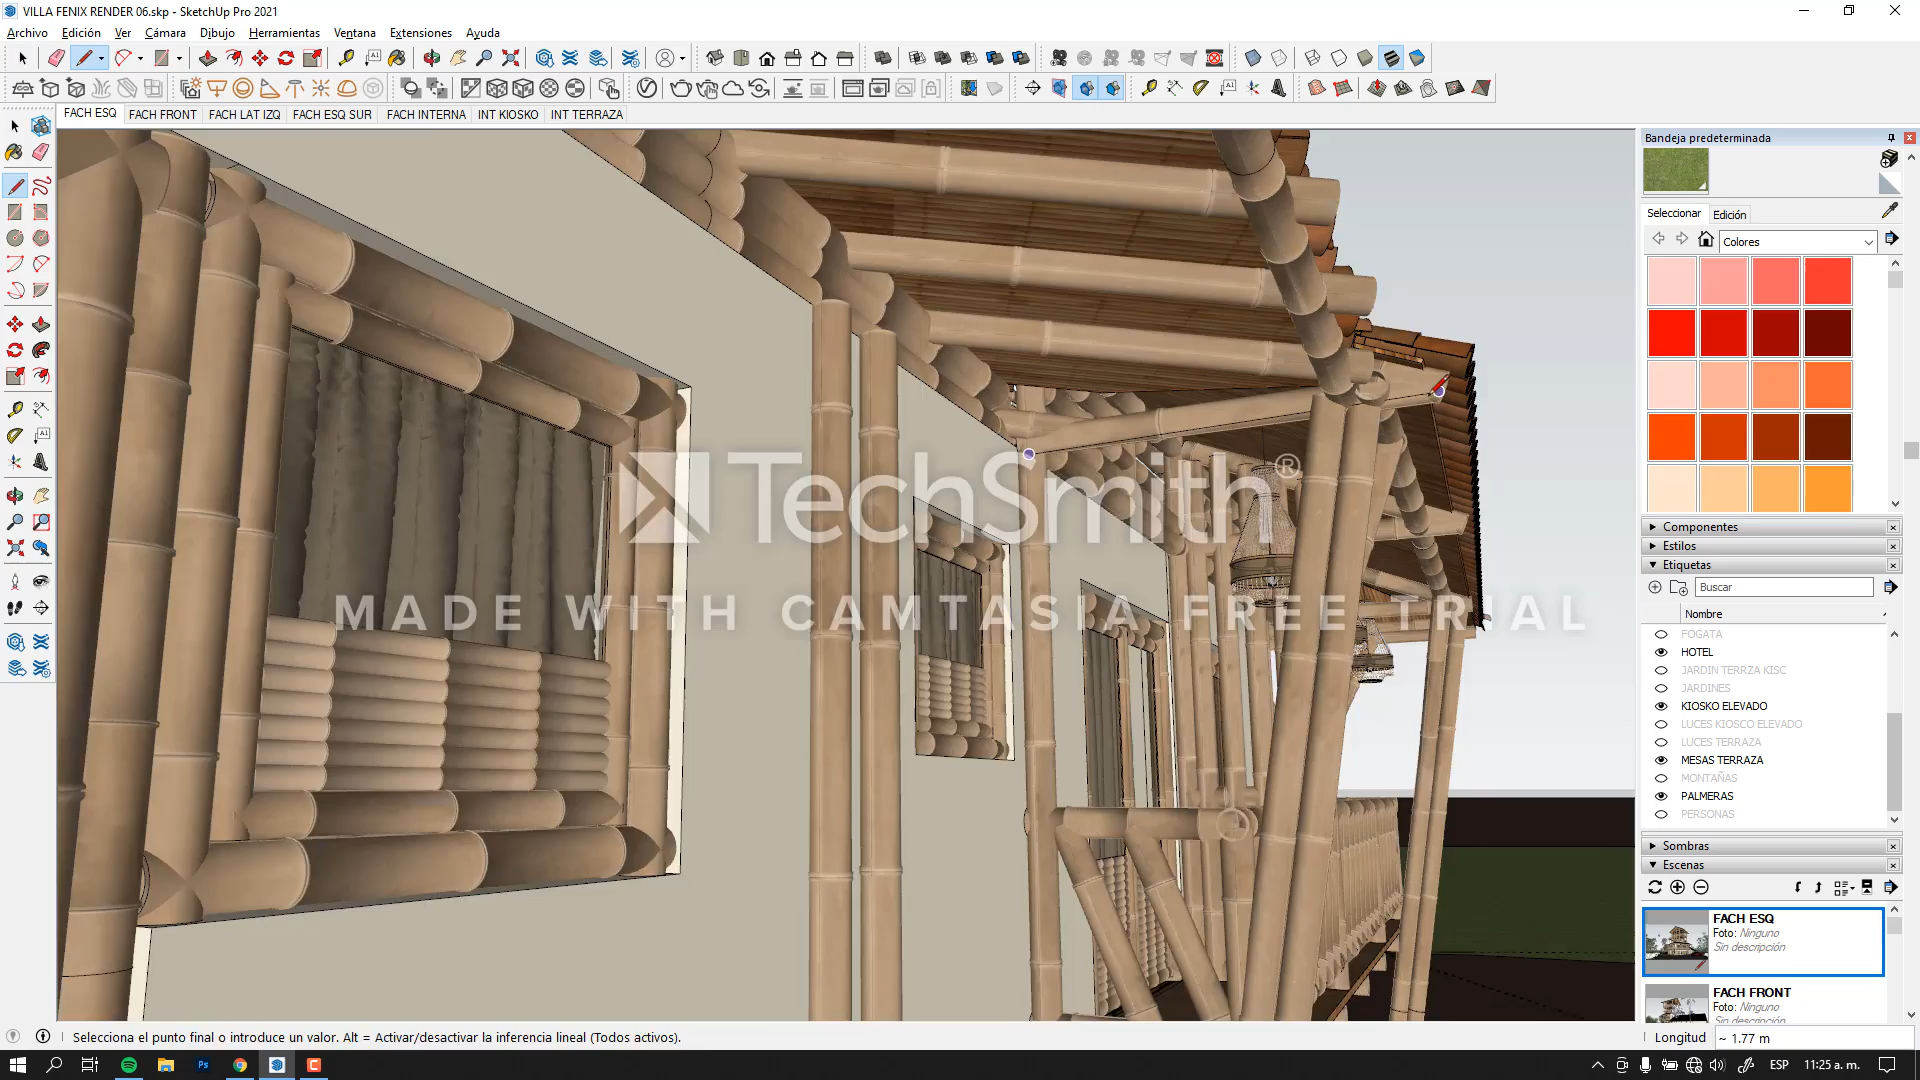 VILLA FENIX RENDER 06.skp - SketchUp Pro 2021
Archivo Edición Ver Cámara Dibujo Herramientas Ventana Extensiones Ayuda
FACH ESQ FACH FRONT FACH LAT IZQ FACH ESQ SUR FACH INTERNA INT KIOSKO INT TERRAZA
Bandeja predeterminada
Seleccionar Edición
Colores
TechSmith®
MADE WITH CAMTASIA FREE TRIAL
Componentes
Estilos
Etiquetas
Buscar
Nombre
FOGATA
HOTEL
JARDIN TERRZA KISC
JARDINES
KIOSKO ELEVADO
LUCES KIOSCO ELEVADO
LUCES TERRAZA
MESAS TERRAZA
MONTAÑAS
PALMERAS
PERSONAS
Sombras
Escenas
FACH ESQ
Foto: Ninguno
Sin descripción
FACH FRONT
Foto: Ninguno
Sin descripción
Selecciona el punto final o introduce un valor. Alt = Activar/desactivar la inferencia lineal (Todos activos).
Longitud ~ 1.77 m
Ps
ESP 11:25 a. m.